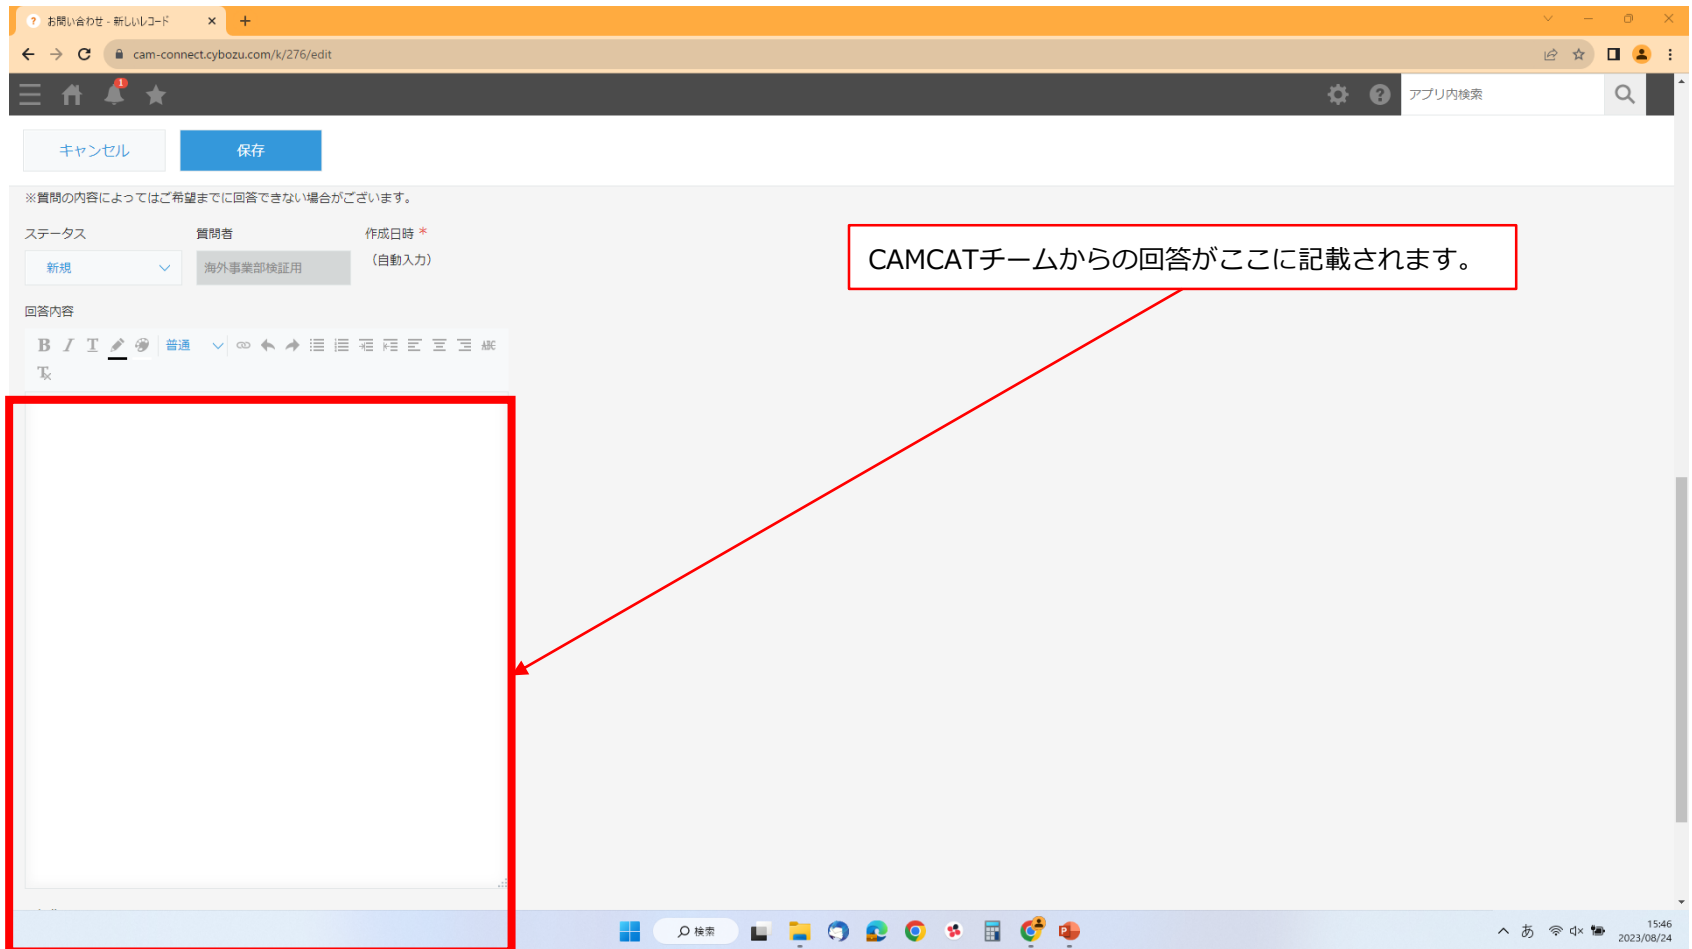 お問い合わせ - 新しいレコード
cam-connect.cybozu.com/k/276/edit
1
アプリ内検索
キャンセル
保存
※質問の内容によってはご希望までに回答できない場合がございます。
ステータス 質問者 作成日時 *
新規 海外事業部検証用 （自動入力）
CAMCATチームからの回答がここに記載されます。
回答内容
B I T 普通 ABC
Tx
検索
あ
15:46
2023/08/24